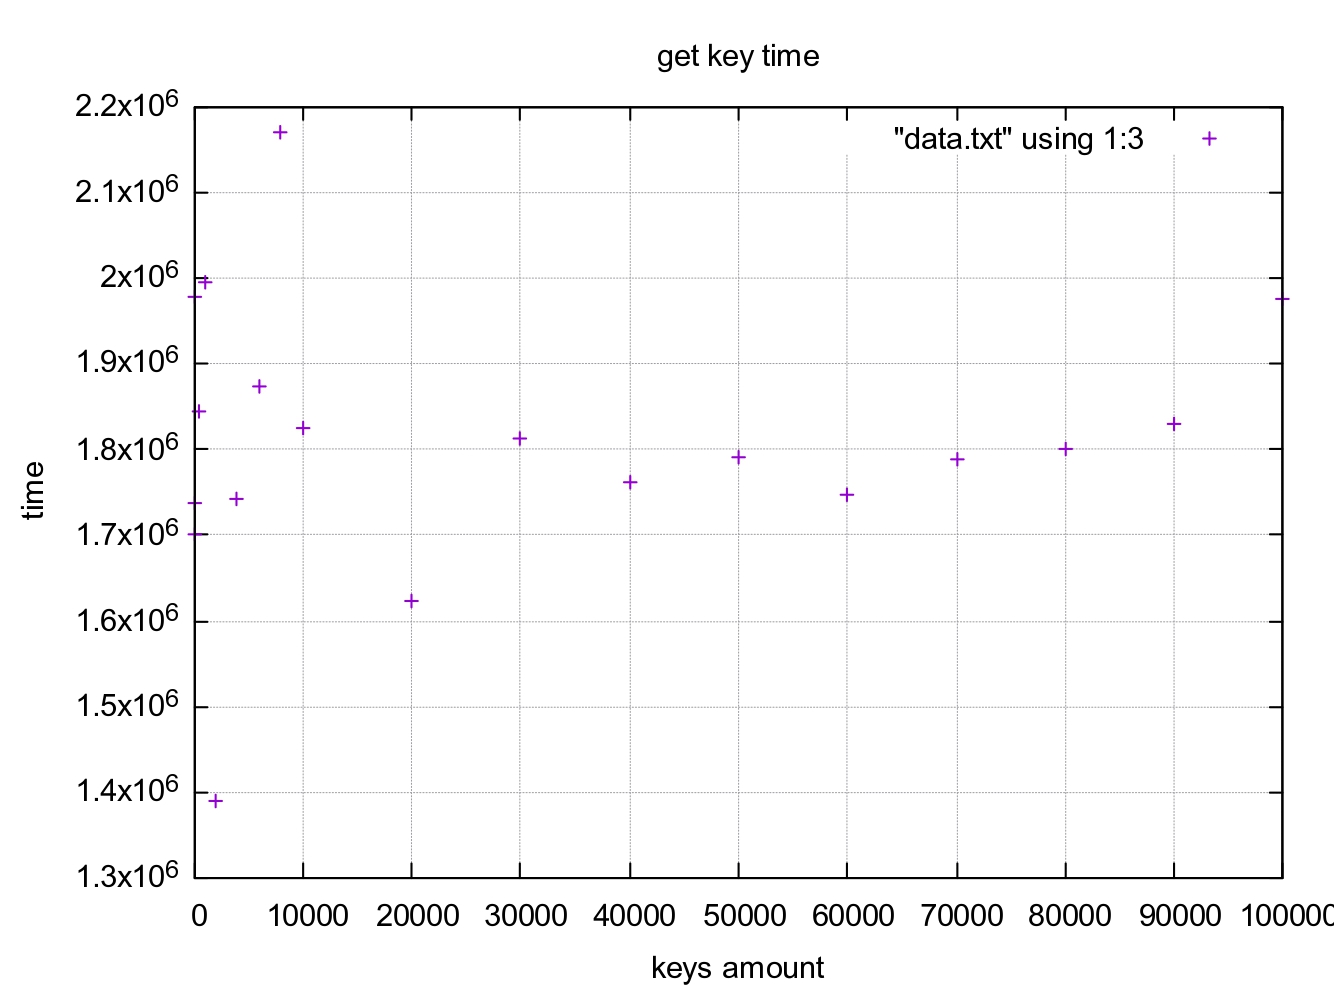 get key time
"data.txt" using 1:3
2.2x10^6
2.1x10^6
2x10^6
1.9x10^6
1.8x10^6
1.7x10^6
1.6x10^6
1.5x10^6
1.4x10^6
1.3x10^6
time
0 10000 20000 30000 40000 50000 60000 70000 80000 90000 100000
keys amount